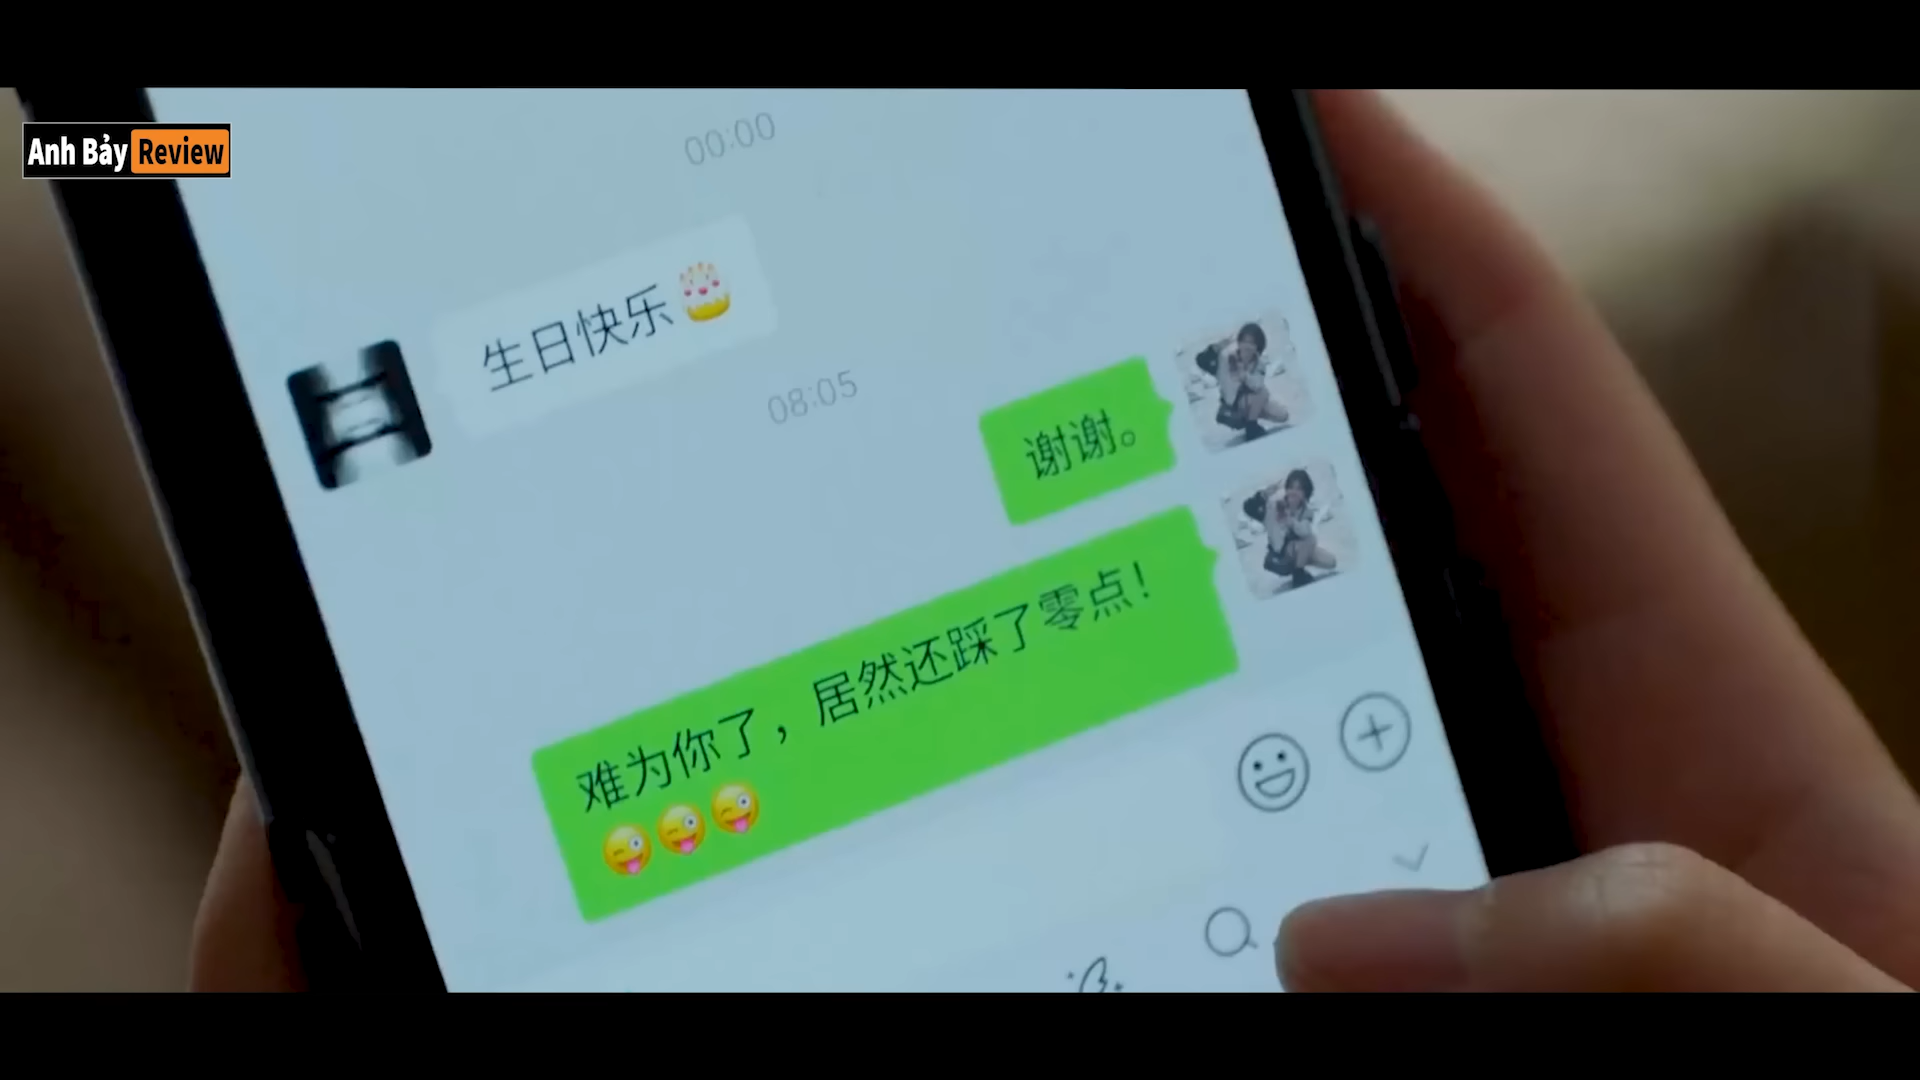 Anh Bảy Review
00:00
生日快乐🎂
08:05
谢谢。
难为你了，居然还踩了零点！
😜😜😜